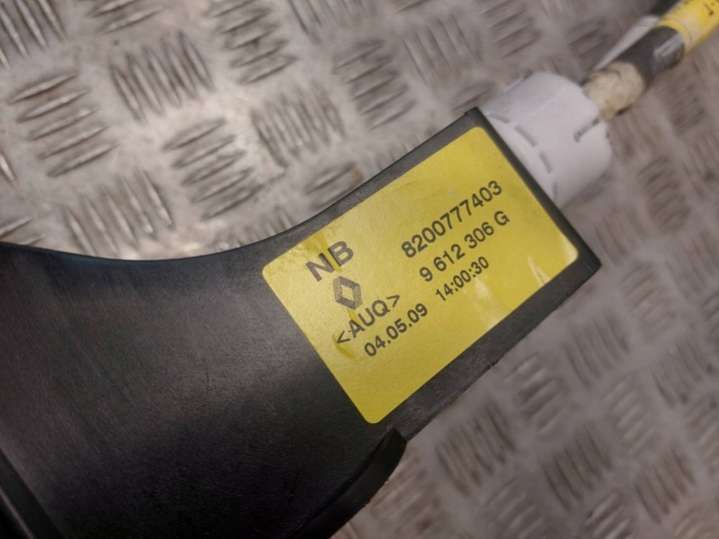 NB 8200777403
9 612 306 G
<AUQ>
04.05.09 14:00:30